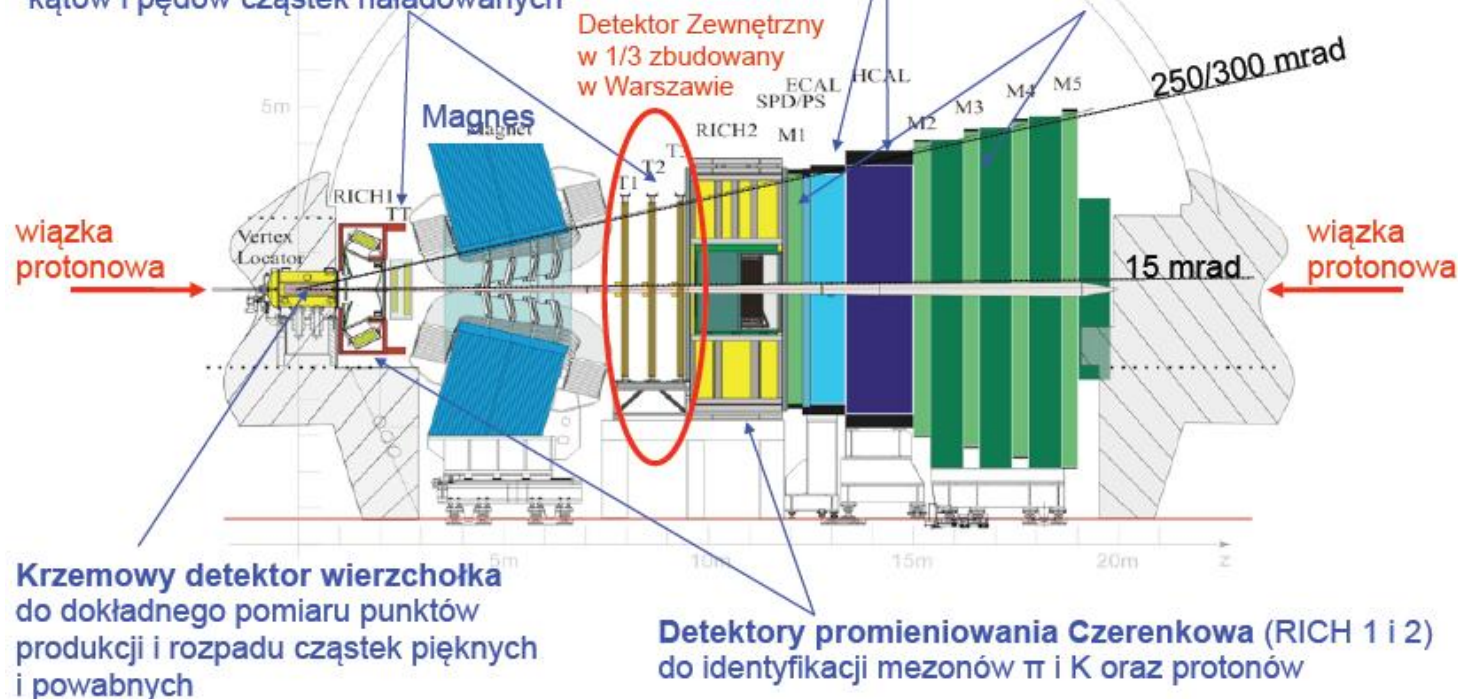 kątów i pędów cząstek naładowanych
Detektor Zewnętrzny
w 1/3 zbudowany
w Warszawie
250/300 mrad
5m
Magnes
Magnet
ECAL HCAL
SPD/PS
M1
RICH2
M2
M3
M4
M5
T1
T2
T3
RICH1
TT
Vertex
Locator
wiązka
protonowa
15 mrad
wiązka
protonowa
5m
10m
15m
20m
z
Krzemowy detektor wierzchołka
do dokładnego pomiaru punktów
produkcji i rozpadu cząstek pięknych
i powabnych
Detektory promieniowania Czerenkowa (RICH 1 i 2)
do identyfikacji mezonów π i K oraz protonów